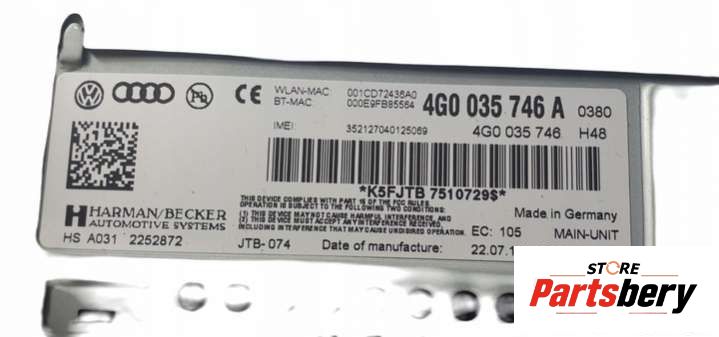 WLAN-MAC: 001CD72436A0
BT-MAC: 000E9FB85564
4G0 035 746 A 0380
IMEI: 352127040125069
4G0 035 746 H48
*K5FJTB 7510729$*
THIS DEVICE COMPLIES WITH PART 15 OF THE FCC RULES.
OPERATION IS SUBJECT TO THE FOLLOWING TWO CONDITIONS:
(1) THIS DEVICE MAY NOT CAUSE HARMFUL INTERFERENCE, AND
(2) THIS DEVICE MUST ACCEPT ANY INTERFERENCE RECEIVED,
INCLUDING INTERFERENCE THAT MAY CAUSE UNDESIRED OPERATION.
Made in Germany
EC: 105 MAIN-UNIT
HARMAN/BECKER
AUTOMOTIVE SYSTEMS
HS A031 2252872
JTB-074 Date of manufacture: 22.07.1
STORE
Partsbery